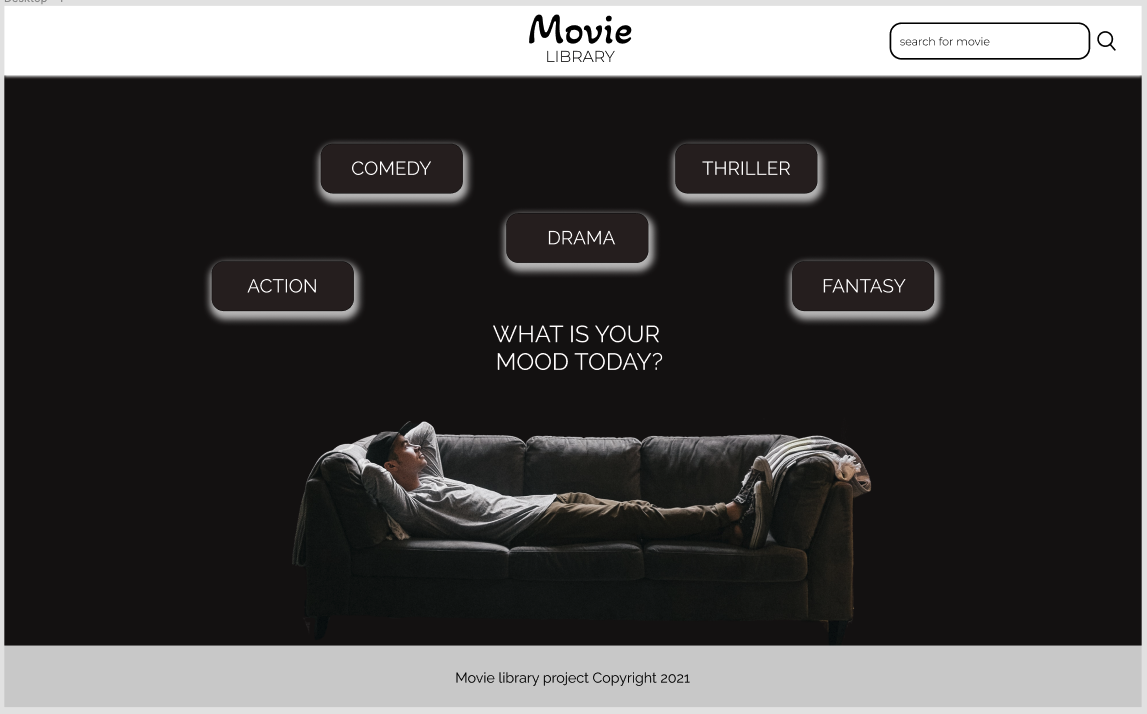 Movie
LIBRARY
search for movie
COMEDY
THRILLER
DRAMA
ACTION
FANTASY
WHAT IS YOUR
MOOD TODAY?
Movie library project Copyright 2021